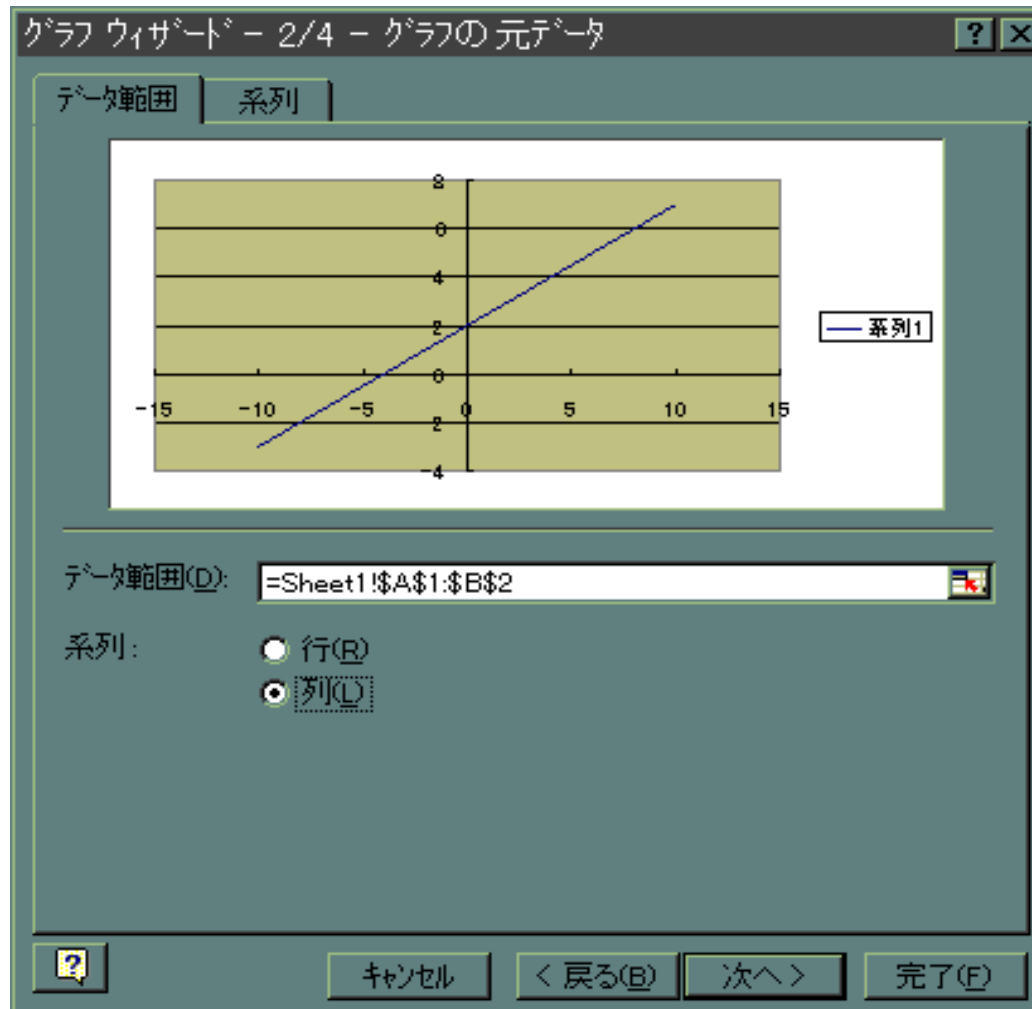 グラフ ウィザード - 2/4 - グラフの元データ
データ範囲 系列
8
6
4
2
0
-15 -10 -5 0 5 10 15
-2
-4
系列1
データ範囲(D): =Sheet1!$A$1:$B$2
系列: 行(R)
列(L)
キャンセル < 戻る(B) 次へ > 完了(F)